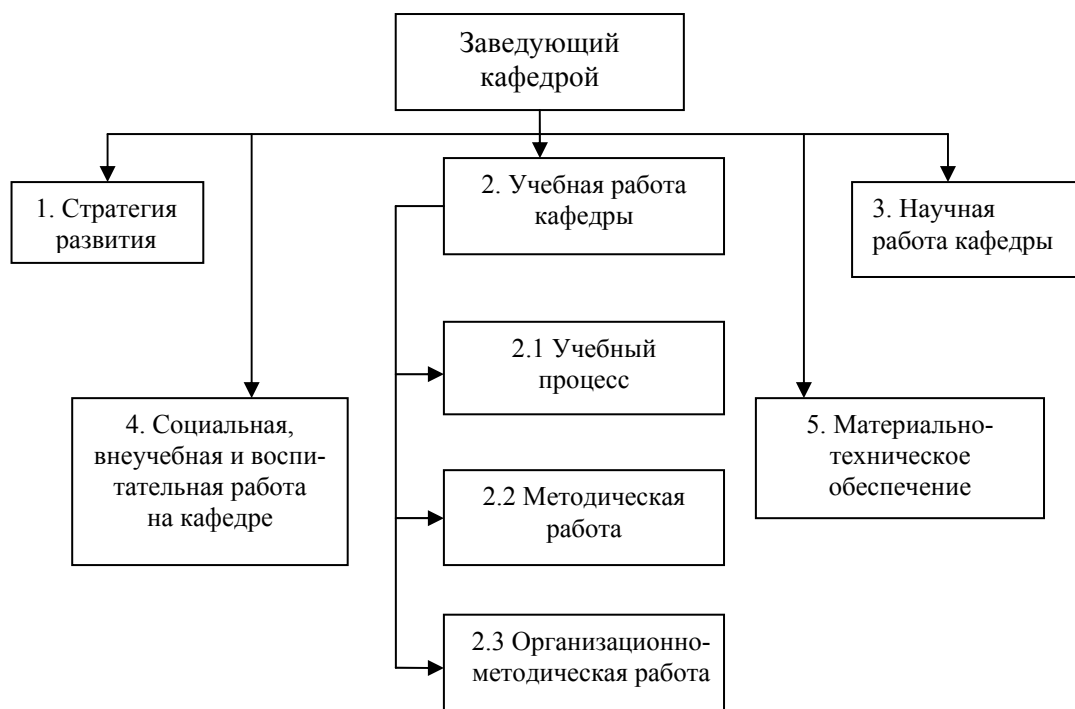 Заведующий
кафедрой
1. Стратегия
развития
2. Учебная работа
кафедры
3. Научная
работа кафедры
2.1 Учебный
процесс
4. Социальная,
внеучебная и воспи-
тательная работа
на кафедре
5. Материально-
техническое
обеспечение
2.2 Методическая
работа
2.3 Организационно-
методическая работа